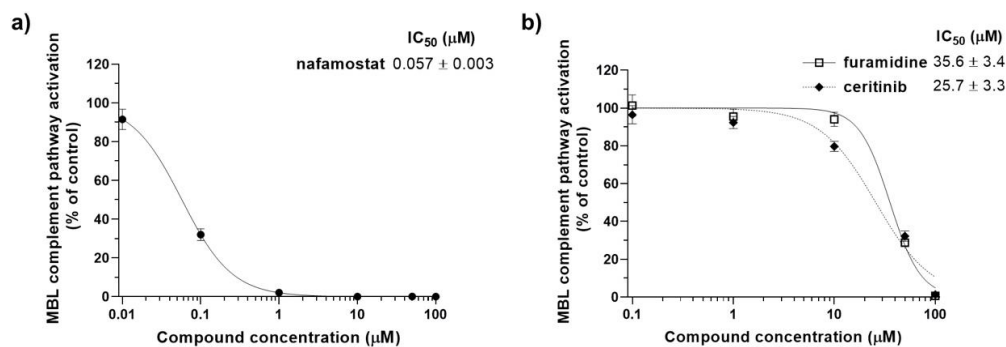 a)
IC50 (µM)
nafamostat 0.057 ± 0.003
MBL complement pathway activation
(% of control)
120
100
80
60
40
20
0
0.01 0.1 1 10 100
Compound concentration (µM)
b)
IC50 (µM)
furamidine 35.6 ± 3.4
ceritinib 25.7 ± 3.3
MBL complement pathway activation
(% of control)
120
100
80
60
40
20
0
0.1 1 10 100
Compound concentration (µM)